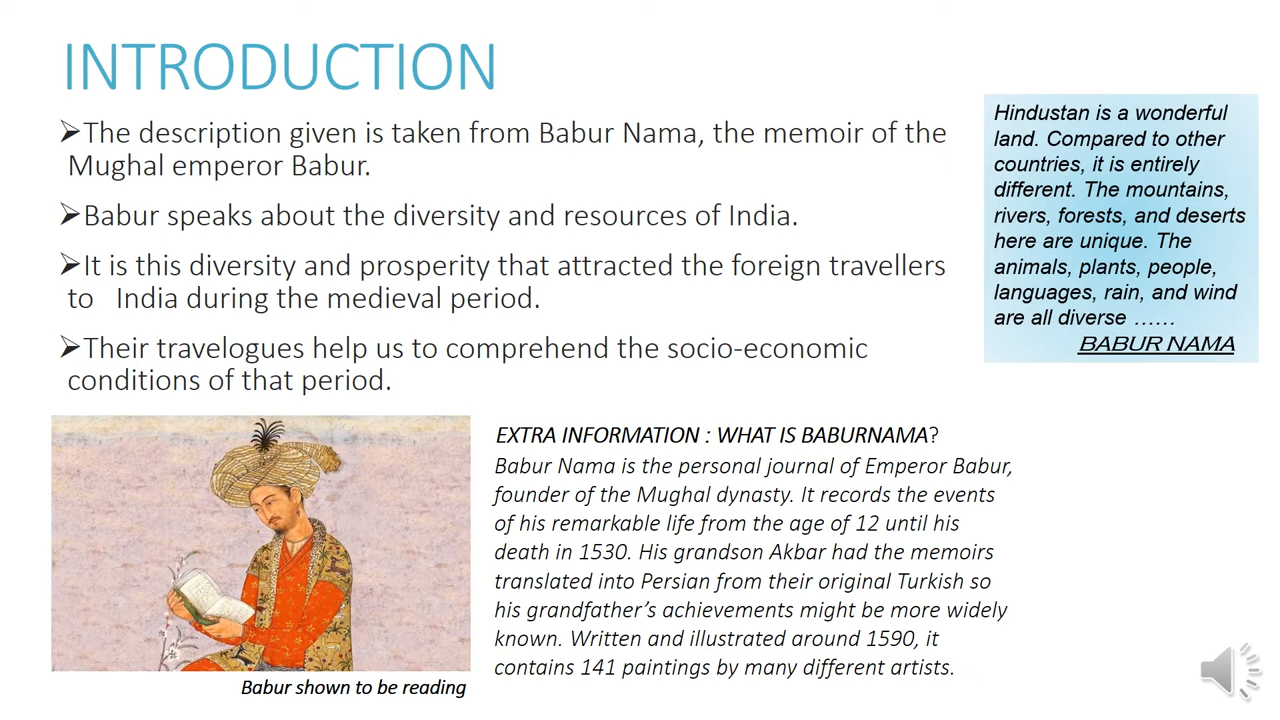 INTRODUCTION
➢The description given is taken from Babur Nama, the memoir of the
Mughal emperor Babur.
➢Babur speaks about the diversity and resources of India.
➢It is this diversity and prosperity that attracted the foreign travellers
to India during the medieval period.
➢Their travelogues help us to comprehend the socio-economic
conditions of that period.
Hindustan is a wonderful
land. Compared to other
countries, it is entirely
different. The mountains,
rivers, forests, and deserts
here are unique. The
animals, plants, people,
languages, rain, and wind
are all diverse ......
BABUR NAMA
Babur shown to be reading
EXTRA INFORMATION : WHAT IS BABURNAMA?
Babur Nama is the personal journal of Emperor Babur,
founder of the Mughal dynasty. It records the events
of his remarkable life from the age of 12 until his
death in 1530. His grandson Akbar had the memoirs
translated into Persian from their original Turkish so
his grandfather's achievements might be more widely
known. Written and illustrated around 1590, it
contains 141 paintings by many different artists.